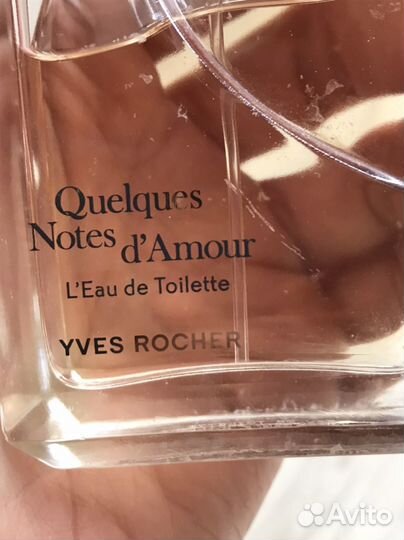 Quelques
Notes d'Amour
L'Eau de Toilette
YVES ROCHER
Avito